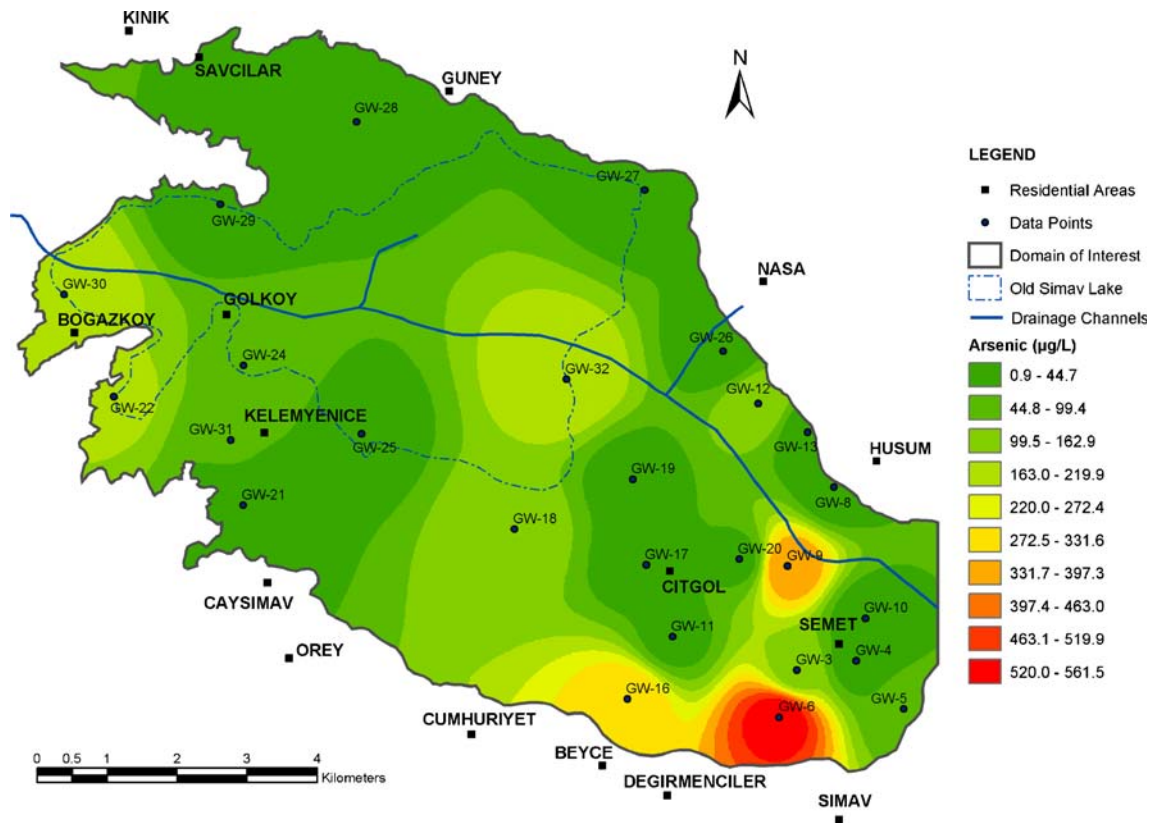 KINIK
SAVCILAR
GUNEY
N
GW-28
GW-27
GW-29
NASA
GW-30
GOLKOY
BOGAZKOY
GW-26
GW-24
GW-32
GW-12
GW-22
GW-31
KELEMYENICE
GW-25
GW-13
HUSUM
GW-19
GW-8
GW-21
GW-18
GW-17
GW-20
GW-9
CITGOL
CAYSIMAV
GW-10
SEMET
GW-11
GW-4
GW-3
OREY
GW-16
GW-5
GW-6
CUMHURIYET
BEYCE
DEGIRMENCILER
SIMAV
0 0.5 1 2 3 4
Kilometers
LEGEND
Residential Areas
Data Points
Domain of Interest
Old Simav Lake
Drainage Channels
Arsenic (µg/L)
0.9 - 44.7
44.8 - 99.4
99.5 - 162.9
163.0 - 219.9
220.0 - 272.4
272.5 - 331.6
331.7 - 397.3
397.4 - 463.0
463.1 - 519.9
520.0 - 561.5